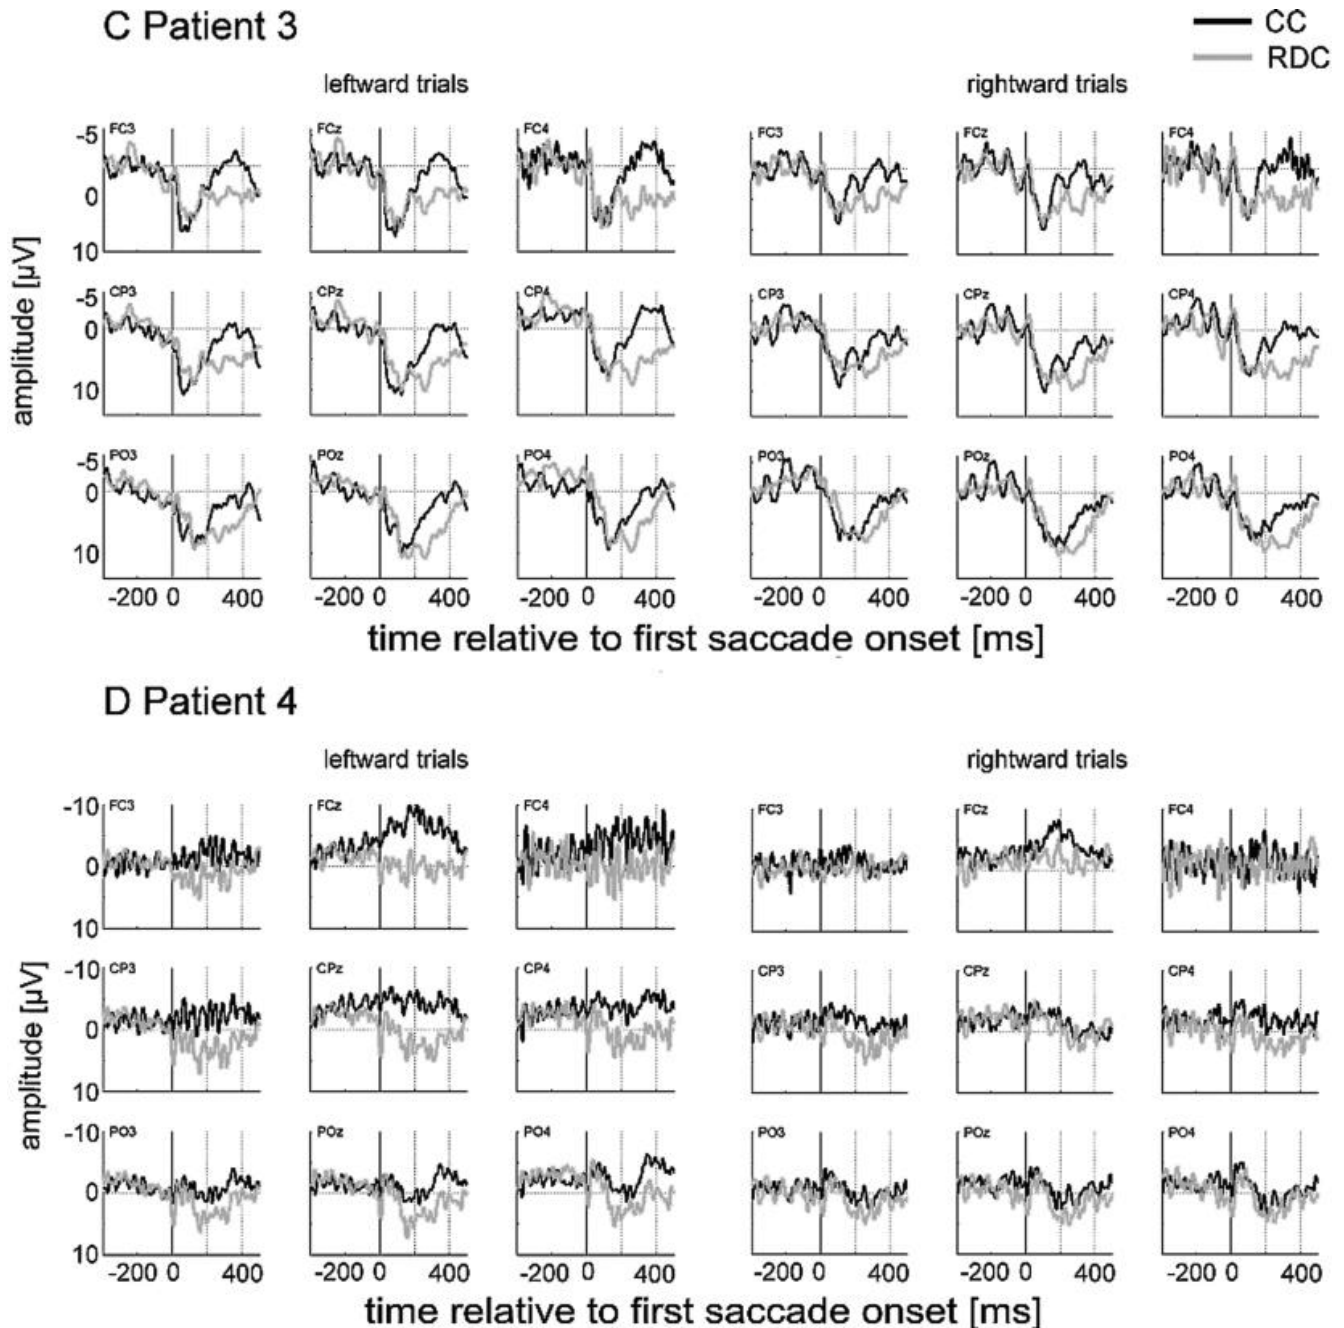 C Patient 3
CC
RDC
leftward trials
rightward trials
FC3 FCz FC4 FC3 FCz FC4
-5
0
10
CP3 CPz CP4 CP3 CPz CP4
-5
0
10
PO3 POz PO4 PO3 POz PO4
-5
0
10
amplitude [µV]
-200 0 400 -200 0 400 -200 0 400 -200 0 400 -200 0 400 -200 0 400
time relative to first saccade onset [ms]
D Patient 4
leftward trials
rightward trials
FC3 FCz FC4 FC3 FCz FC4
-10
0
10
CP3 CPz CP4 CP3 CPz CP4
-10
0
10
PO3 POz PO4 PO3 POz PO4
-10
0
10
amplitude [µV]
-200 0 400 -200 0 400 -200 0 400 -200 0 400 -200 0 400 -200 0 400
time relative to first saccade onset [ms]